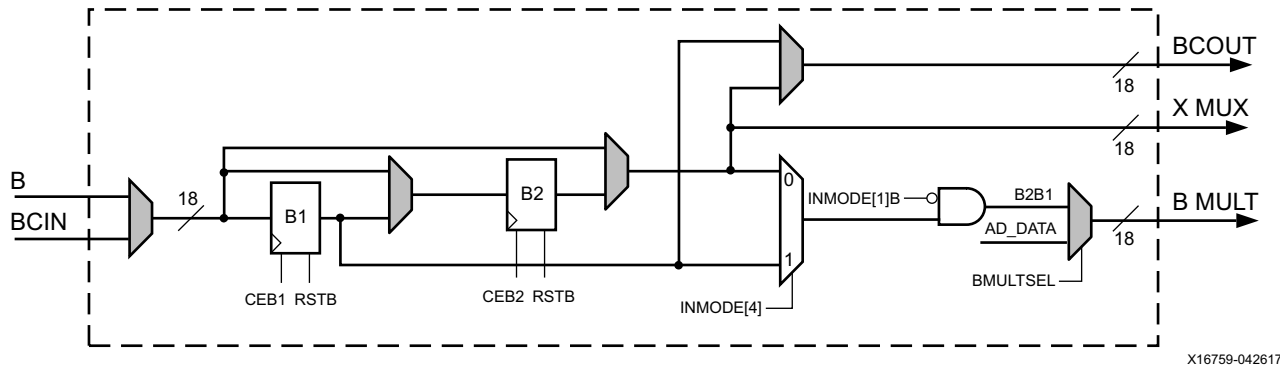 BCOUT
18
X MUX
18
B
18
B1
B2
0
INMODE[1]B
B2B1
B MULT
BCIN
AD_DATA
18
1
BMULTSEL
CEB1 RSTB
CEB2 RSTB
INMODE[4]
X16759-042617